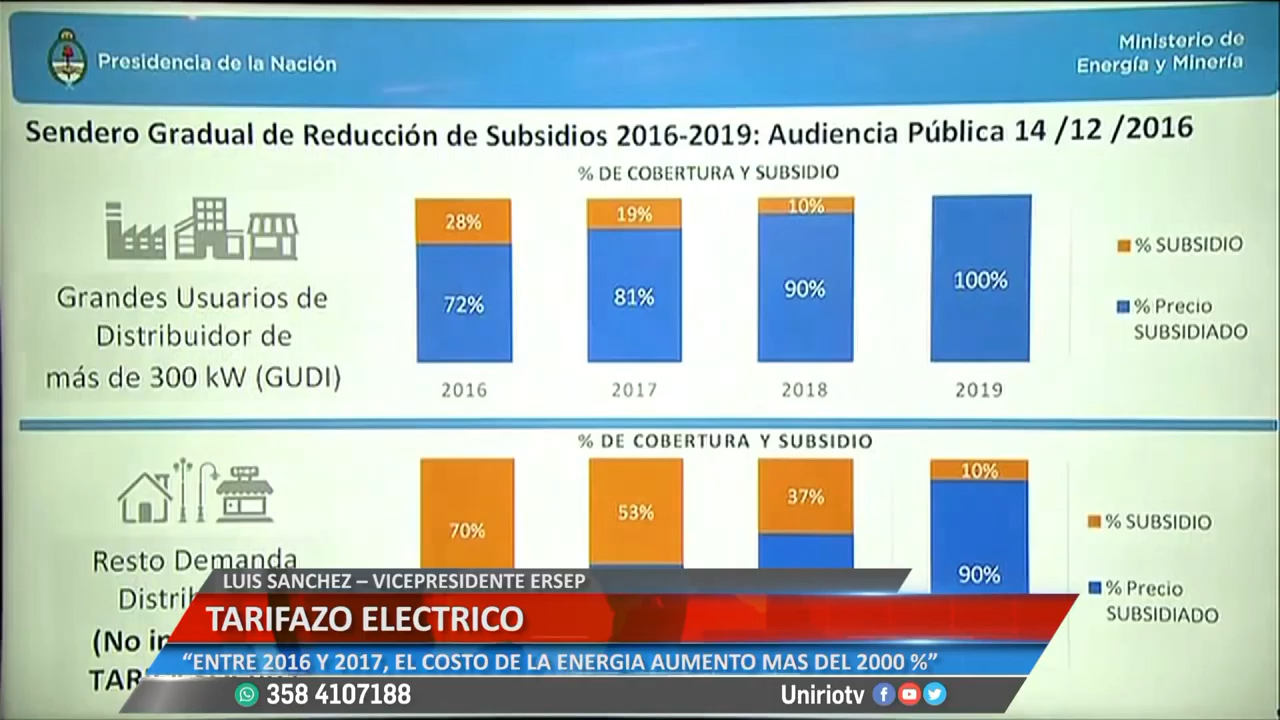 Presidencia de la Nación
Ministerio de
Energía y Minería
Sendero Gradual de Reducción de Subsidios 2016-2019: Audiencia Pública 14 /12 /2016
% DE COBERTURA Y SUBSIDIO
28%
19%
10%
72%
81%
90%
100%
% SUBSIDIO
% Precio
SUBSIDIADO
Grandes Usuarios de
Distribuidor de
más de 300 kW (GUDI)
2016
2017
2018
2019
% DE COBERTURA Y SUBSIDIO
70%
53%
37%
10%
90%
% SUBSIDIO
% Precio
SUBSIDIADO
Resto Demanda
LUIS SANCHEZ – VICEPRESIDENTE ERSEP
TARIFAZO ELECTRICO
“ENTRE 2016 Y 2017, EL COSTO DE LA ENERGIA AUMENTO MAS DEL 2000 %”
358 4107188
Uniriotv